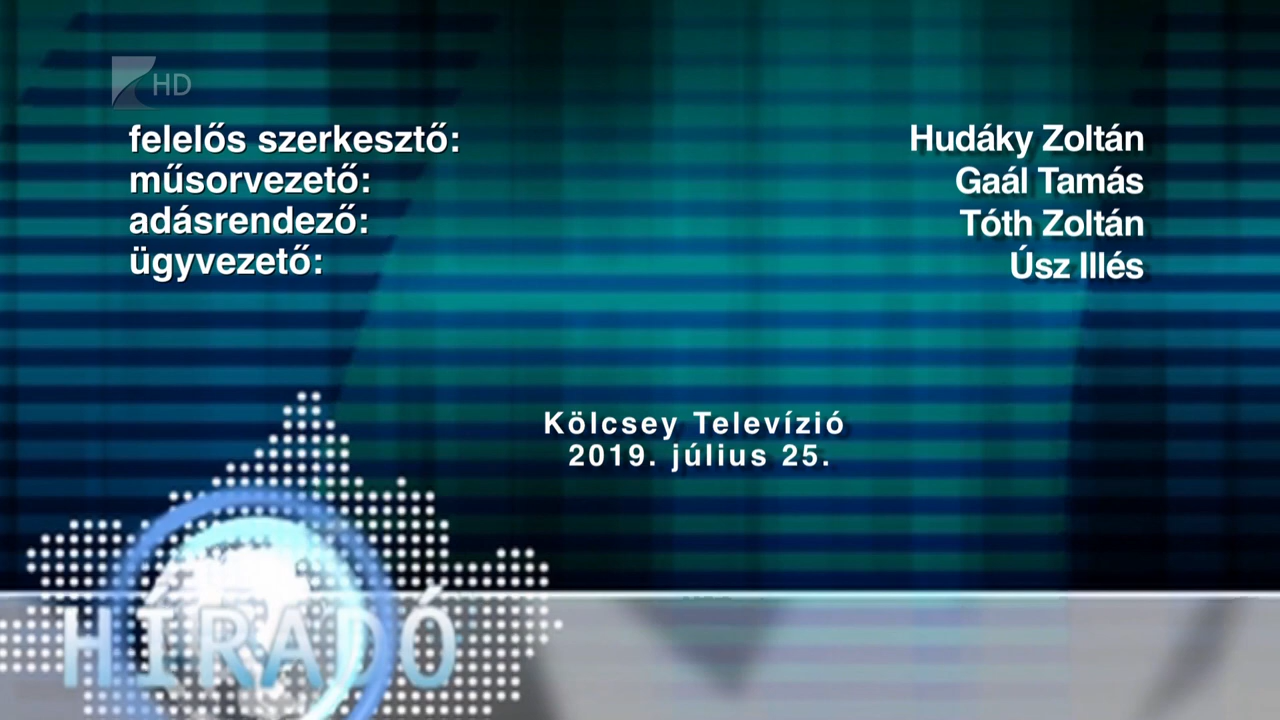 HD
felelős szerkesztő: Hudáky Zoltán
műsorvezető: Gaál Tamás
adásrendező: Tóth Zoltán
ügyvezető: Úsz Illés
Kölcsey Televízió
2019. július 25.
HÍRADÓ